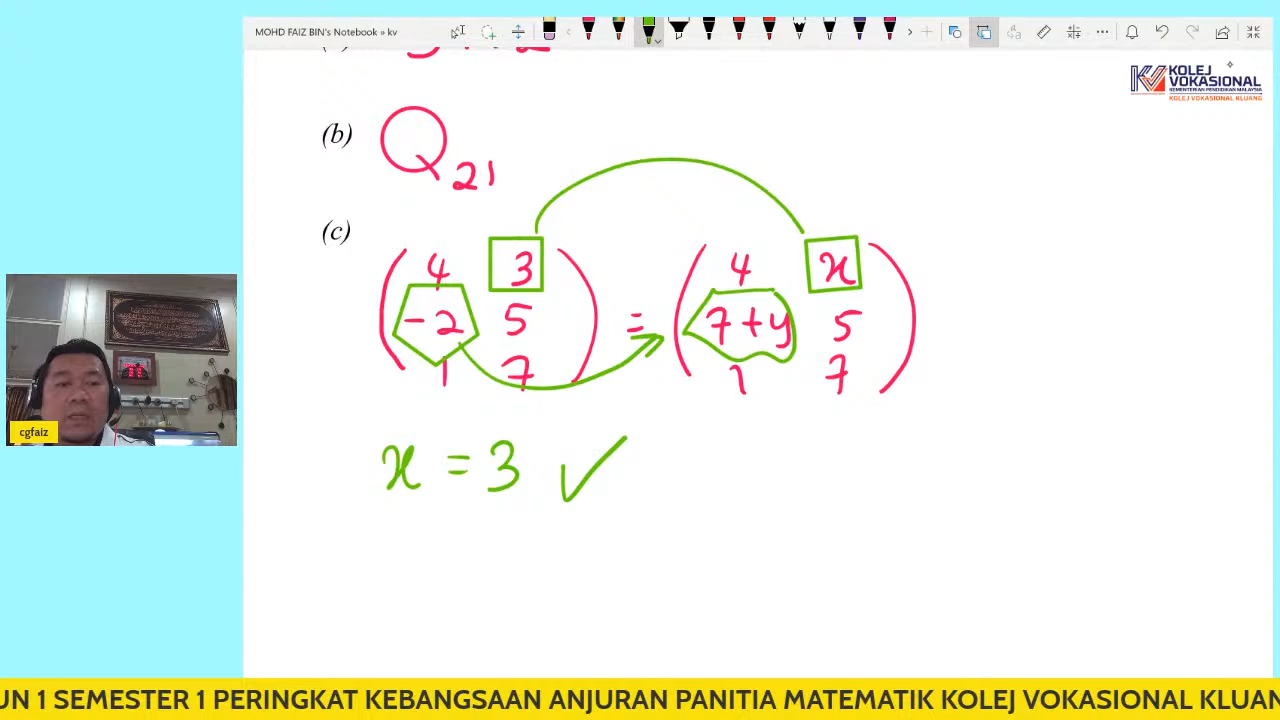 MOHD FAIZ BIN's Notebook » kv
KOLEJ
VOKASIONAL
KEMENTERIAN PENDIDIKAN MALAYSIA
KOLEJ VOKASIONAL KLUANG
(b) Q21
(c)
( 4 3 ) ( 4 x )
( -2 5 ) = ( 7+y 5 )
( 1 7 ) ( 1 7 )
x = 3 ✓
cgfaiz
UN 1 SEMESTER 1 PERINGKAT KEBANGSAAN ANJURAN PANITIA MATEMATIK KOLEJ VOKASIONAL KLUAN